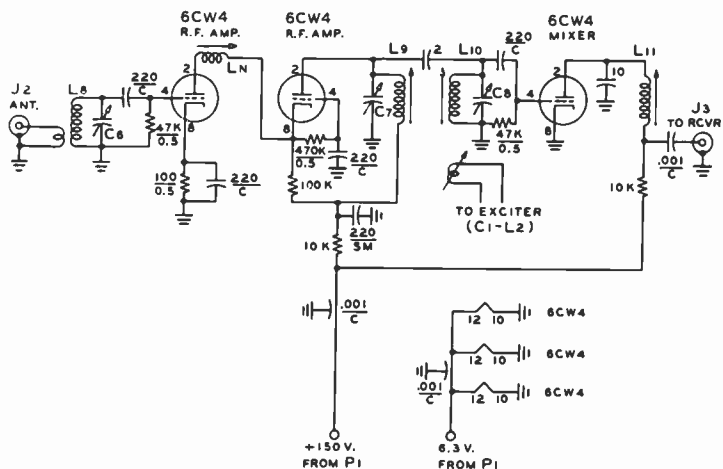 6CW4
R.F. AMP.
6CW4
R.F. AMP.
6CW4
MIXER
J2
ANT.
L8
220
C
C6
47K
0.5
2
4
8
LN
100
0.5
220
C
2
4
8
470K
0.5
220
C
100K
C7
L9
2
L10
C8
220
C
47K
0.5
2
4
8
10
L11
J3
TO RCVR
.001
C
10K
TO EXCITER
(C1-L2)
220
SM
10K
.001
C
.001
C
12 10 6CW4
12 10 6CW4
12 10 6CW4
+150V.
FROM P1
6.3V.
FROM P1